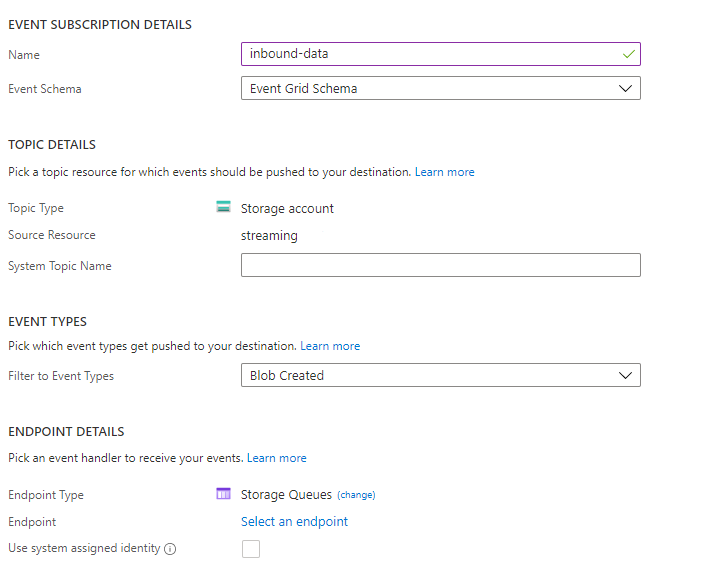 EVENT SUBSCRIPTION DETAILS
Name inbound-data
Event Schema Event Grid Schema
TOPIC DETAILS
Pick a topic resource for which events should be pushed to your destination. Learn more
Topic Type Storage account
Source Resource streaming
System Topic Name
EVENT TYPES
Pick which event types get pushed to your destination. Learn more
Filter to Event Types Blob Created
ENDPOINT DETAILS
Pick an event handler to receive your events. Learn more
Endpoint Type Storage Queues (change)
Endpoint Select an endpoint
Use system assigned identity